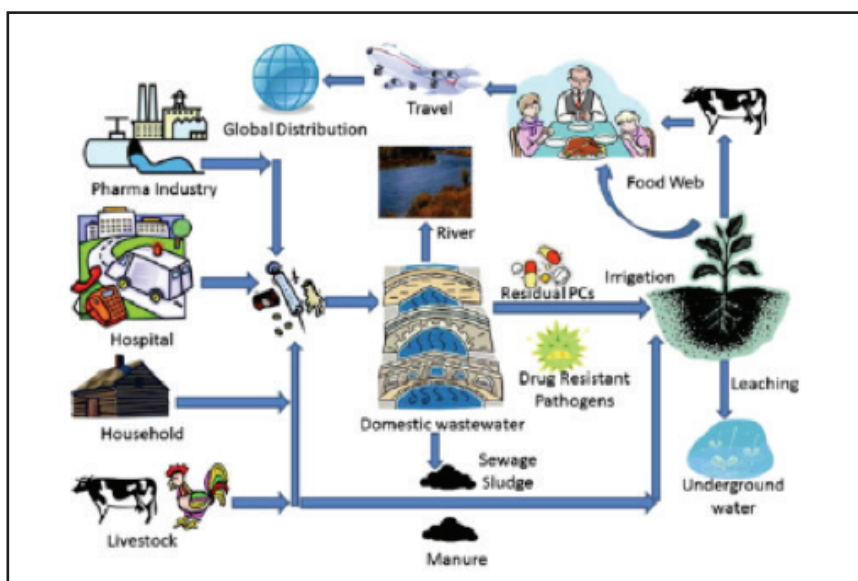 Travel
Global Distribution
Pharma Industry
Food Web
River
Residual PCs
Irrigation
Hospital
Drug Resistant
Pathogens
Leaching
Household
Domestic wastewater
Sewage
Sludge
Underground
water
Livestock
Manure